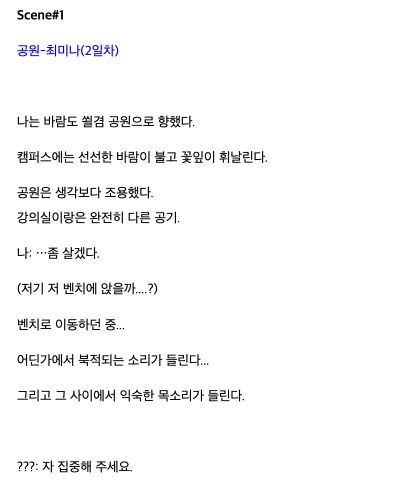 Scene#1
공원-최미나(2일차)
나는 바람도 쐴겸 공원으로 향했다.
캠퍼스에는 선선한 바람이 불고 꽃잎이 휘날린다.
공원은 생각보다 조용했다.
강의실이랑은 완전히 다른 공기.
나: …좀 살겠다.
(저기 저 벤치에 앉을까....?)
벤치로 이동하던 중...
어딘가에서 북적되는 소리가 들린다...
그리고 그 사이에서 익숙한 목소리가 들린다.
???: 자 집중해 주세요.